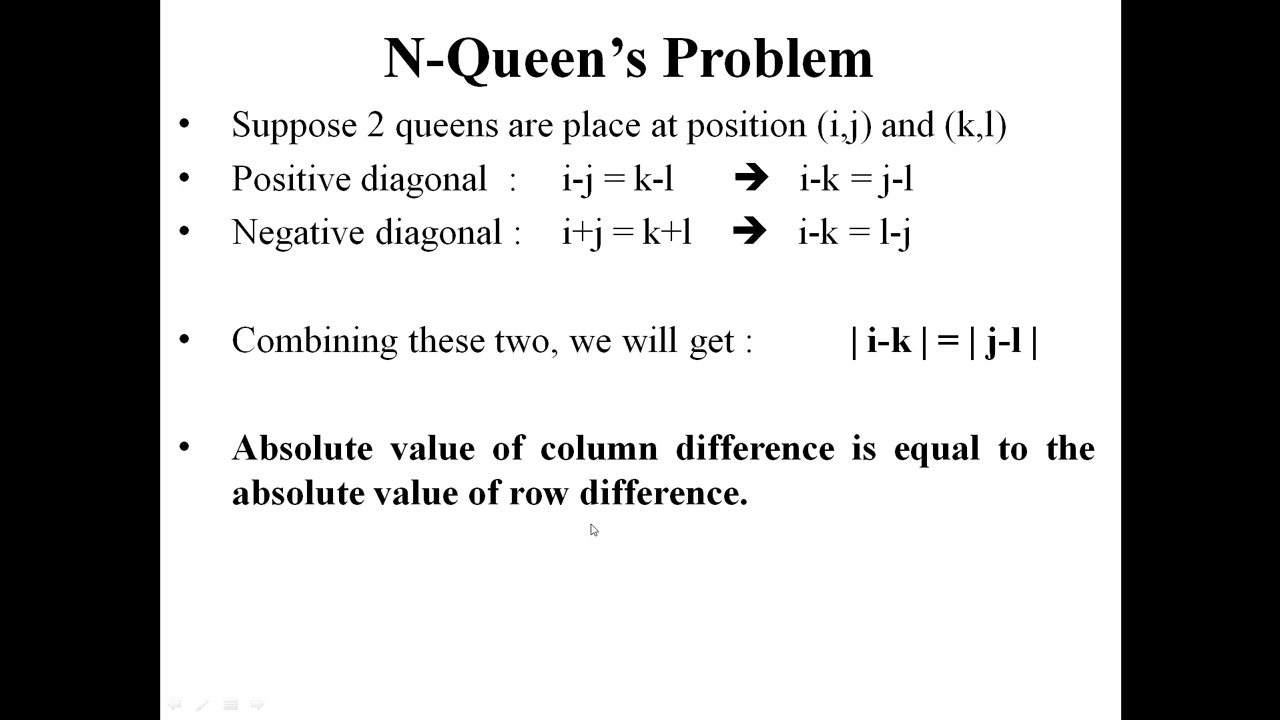 N-Queen’s Problem
• Suppose 2 queens are place at position (i,j) and (k,l)
• Positive diagonal : i-j = k-l ➔ i-k = j-l
• Negative diagonal : i+j = k+l ➔ i-k = l-j
• Combining these two, we will get : | i-k | = | j-l |
• Absolute value of column difference is equal to the
absolute value of row difference.